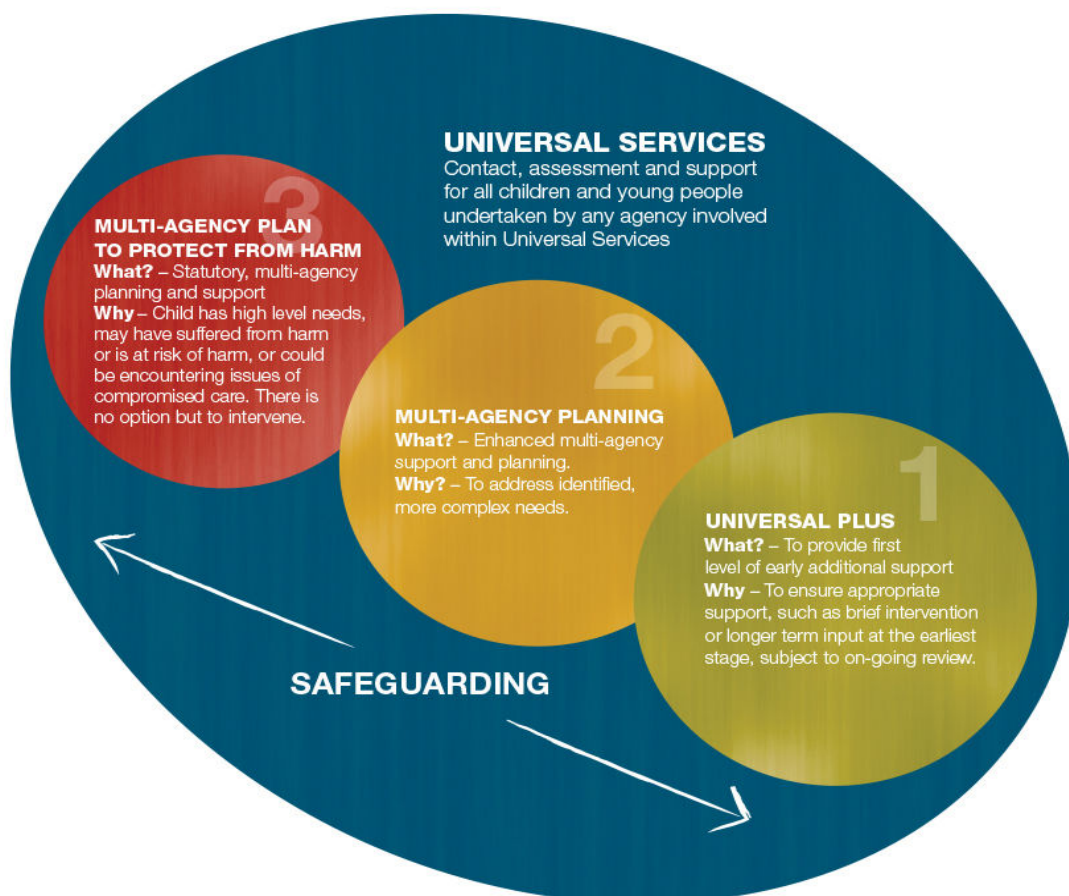 UNIVERSAL SERVICES
Contact, assessment and support
for all children and young people
undertaken by any agency involved
within Universal Services
3
MULTI-AGENCY PLAN
TO PROTECT FROM HARM
What? – Statutory, multi-agency
planning and support
Why – Child has high level needs,
may have suffered from harm
or is at risk of harm, or could
be encountering issues of
compromised care. There is
no option but to intervene.
2
MULTI-AGENCY PLANNING
What? – Enhanced multi-agency
support and planning.
Why? – To address identified,
more complex needs.
1
UNIVERSAL PLUS
What? – To provide first
level of early additional support
Why – To ensure appropriate
support, such as brief intervention
or longer term input at the earliest
stage, subject to on-going review.
SAFEGUARDING